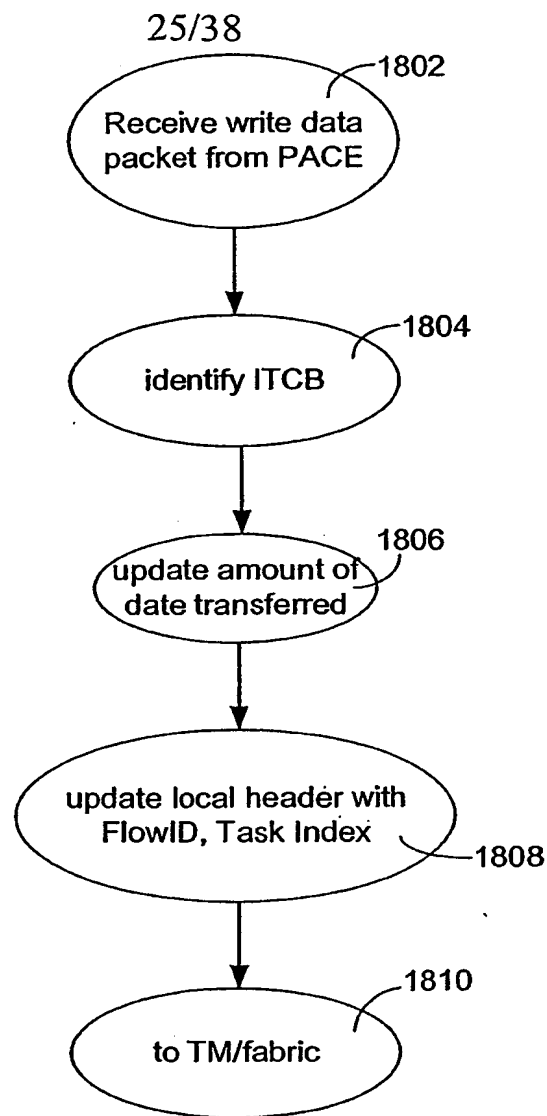 25/38
1802
Receive write data
packet from PACE
1804
identify ITCB
1806
update amount of
date transferred
update local header with
FlowID, Task Index
1808
1810
to TM/fabric